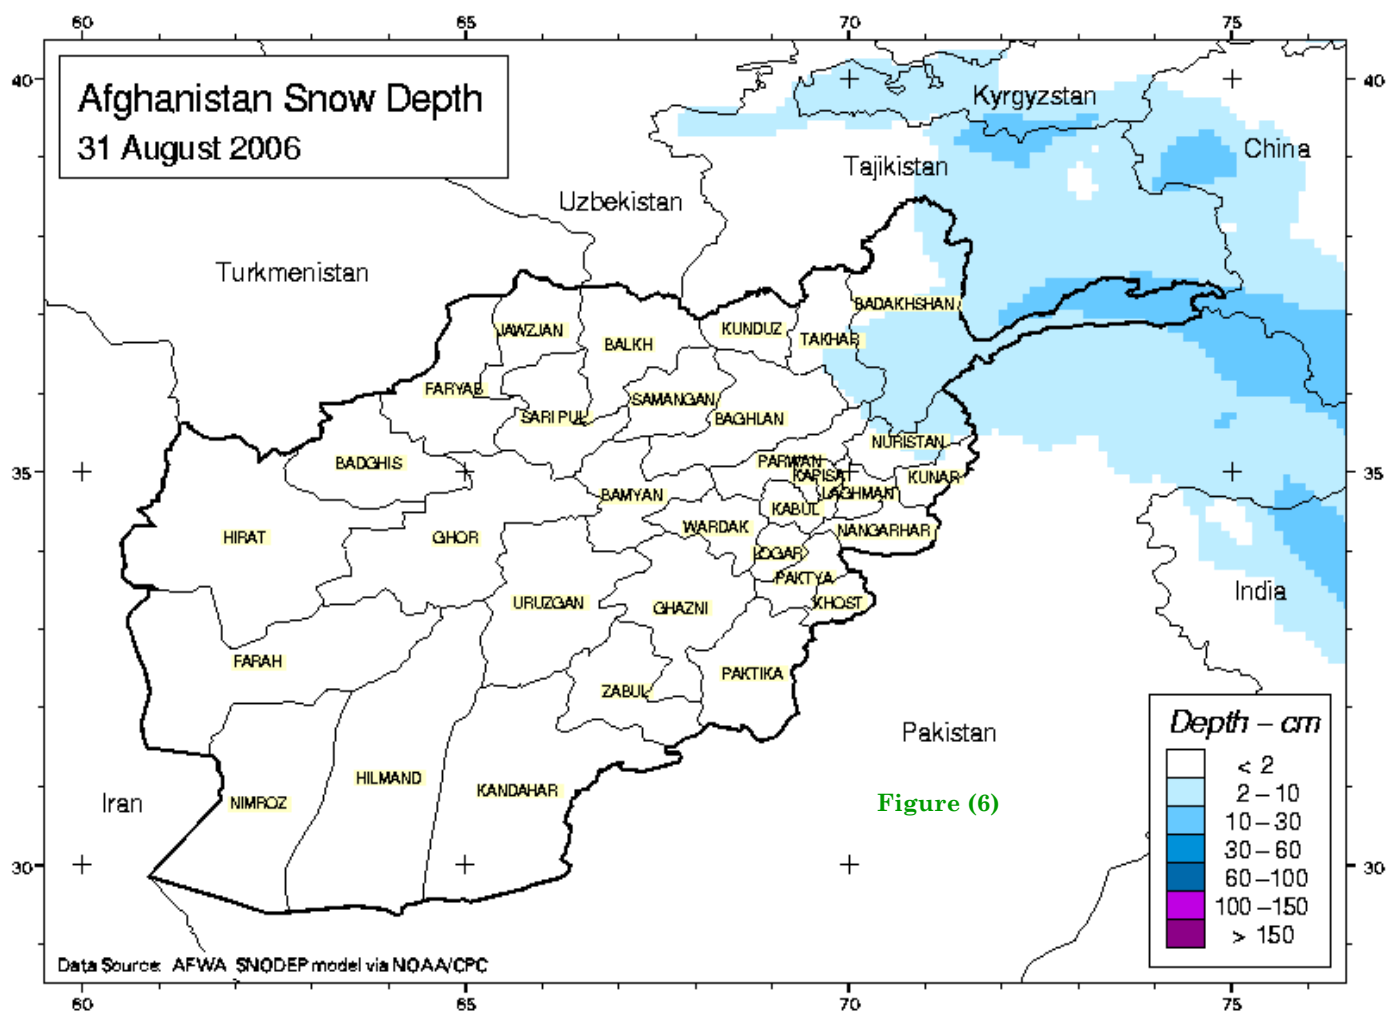 60 65 70 75
40 40
Afghanistan Snow Depth
31 August 2006
Kyrgyzstan
China
Tajikistan
Uzbekistan
Turkmenistan
BADAKHSHAN
JAWZJAN
KUNDUZ
TAKHAR
BALKH
FARYAB
SAMANGAN
SARI PUL
BAGHLAN
NURISTAN
BADGHIS
PARWAN
35 35
KAPISA
KUNAR
BAMYAN
LAGHMAN
KABUL
WARDAK
NANGARHAR
HIRAT
GHOR
LOGAR
PAKTYA
India
URUZGAN
GHAZNI
KHOST
FARAH
PAKTIKA
ZABUL
Pakistan
HILMAND
KANDAHAR
Iran
NIMROZ
Figure (6)
Depth – cm
< 2
2 – 10
10 – 30
30 – 60
60 – 100
100 – 150
> 150
30 30
Data Source: AFWA SNODEP model via NOAA/CPC
60 65 70 75